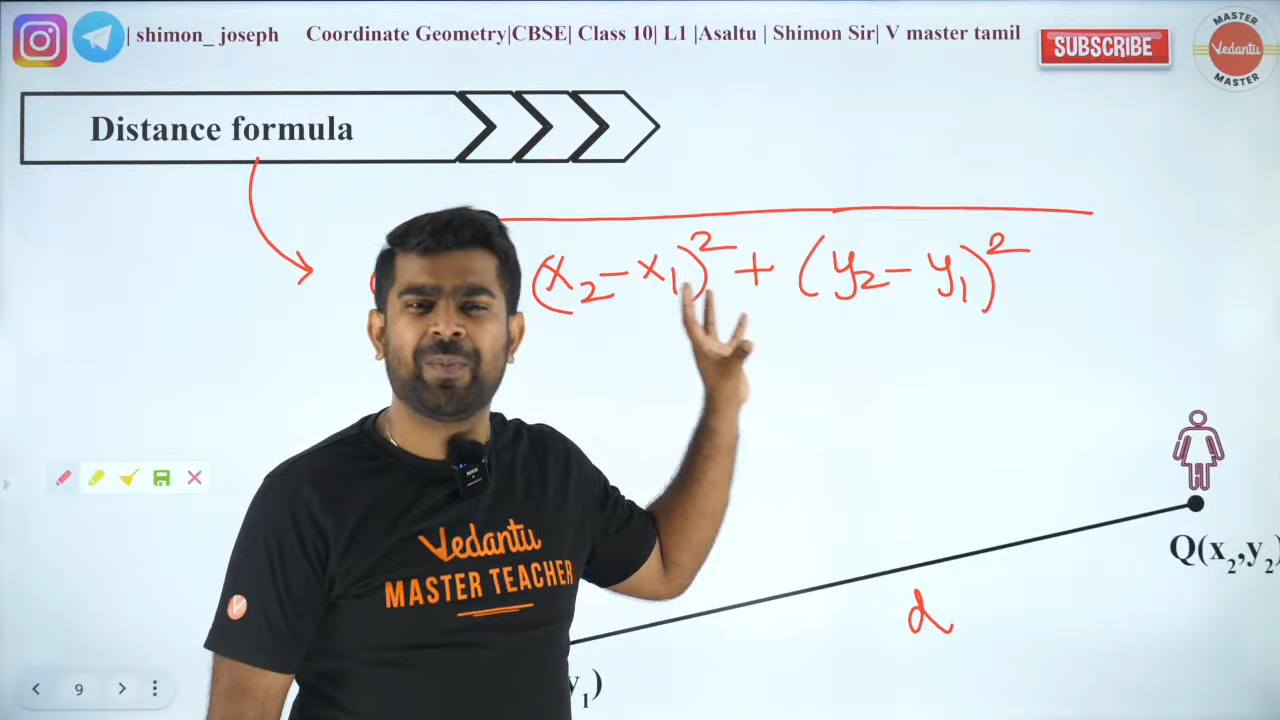 | shimon_ joseph Coordinate Geometry|CBSE| Class 10| L1 |Asaltu | Shimon Sir| V master tamil
SUBSCRIBE
MASTER
Vedantu
MASTER
Distance formula
(x₂ - x₁)² + (y₂ - y₁)²
Q(x₂,y₂)
d
y₁)
Vedantu
MASTER TEACHER
V
9